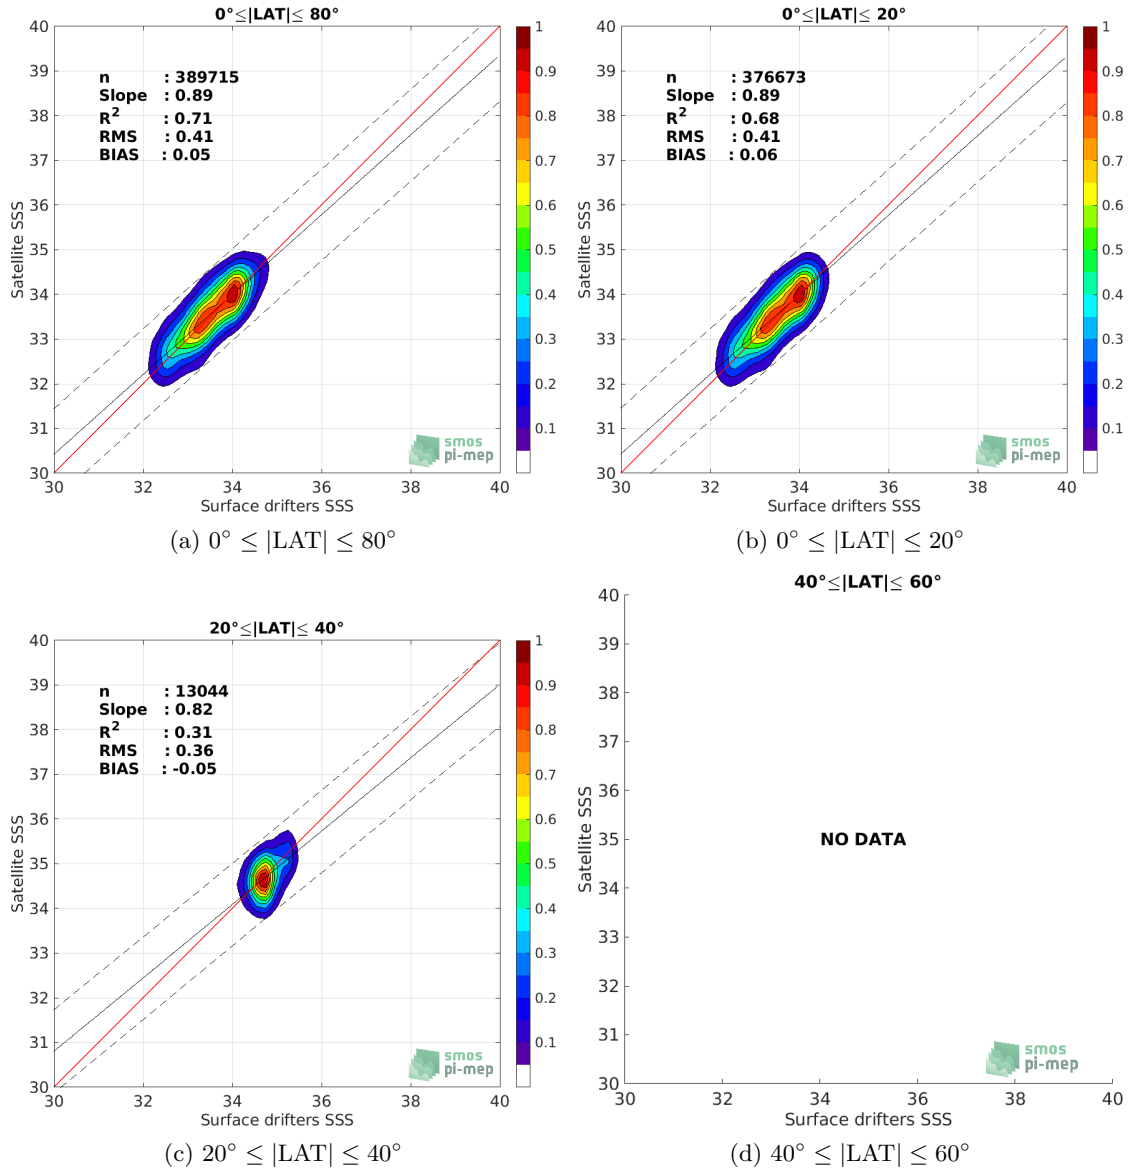 0°≤|LAT|≤ 80°
40
39
38
37
36
35
34
33
32
31
30
Satellite SSS
n : 389715
Slope : 0.89
R2 : 0.71
RMS : 0.41
BIAS : 0.05
smos
pi-mep
30 32 34 36 38 40
Surface drifters SSS
1
0.9
0.8
0.7
0.6
0.5
0.4
0.3
0.2
0.1
(a) 0° ≤ |LAT| ≤ 80°
0°≤|LAT|≤ 20°
40
39
38
37
36
35
34
33
32
31
30
Satellite SSS
n : 376673
Slope : 0.89
R2 : 0.68
RMS : 0.41
BIAS : 0.06
smos
pi-mep
30 32 34 36 38 40
Surface drifters SSS
1
0.9
0.8
0.7
0.6
0.5
0.4
0.3
0.2
0.1
(b) 0° ≤ |LAT| ≤ 20°
20°≤|LAT|≤ 40°
40
39
38
37
36
35
34
33
32
31
30
Satellite SSS
n : 13044
Slope : 0.82
R2 : 0.31
RMS : 0.36
BIAS : -0.05
smos
pi-mep
30 32 34 36 38 40
Surface drifters SSS
1
0.9
0.8
0.7
0.6
0.5
0.4
0.3
0.2
0.1
(c) 20° ≤ |LAT| ≤ 40°
40°≤|LAT|≤ 60°
40
39
38
37
36
35
34
33
32
31
30
Satellite SSS
NO DATA
smos
pi-mep
30 32 34 36 38 40
Surface drifters SSS
(d) 40° ≤ |LAT| ≤ 60°